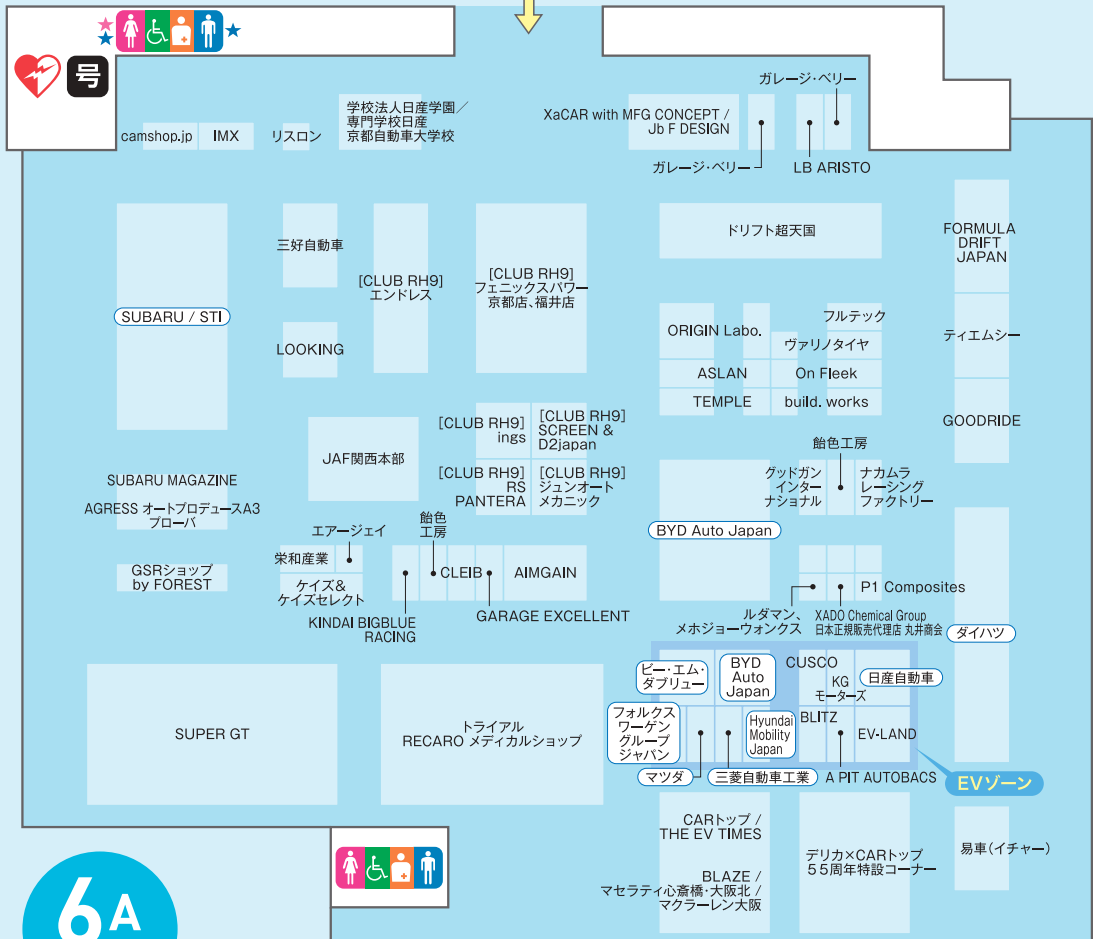 号
camshop.jp
IMX
リスロン
学校法人日産学園／
専門学校日産
京都自動車大学校
XaCAR with MFG CONCEPT /
Jb F DESIGN
ガレージ・ベリー
ガレージ・ベリー
LB ARISTO
SUBARU / STI
三好自動車
LOOKING
[CLUB RH9]
エンドレス
[CLUB RH9]
フェニックスパワー
京都店、福井店
ドリフト超天国
FORMULA
DRIFT
JAPAN
ティエムシー
GOODRIDE
ORIGIN Labo.
フルテック
ヴァリノタイヤ
ASLAN
On Fleek
TEMPLE
build. works
JAF関西本部
[CLUB RH9]
ings
[CLUB RH9]
SCREEN &
D2japan
[CLUB RH9]
RS
PANTERA
[CLUB RH9]
ジュンオート
メカニック
飴色工房
グッドガン
インター
ナショナル
ナカムラ
レーシング
ファクトリー
SUBARU MAGAZINE
AGRESS オートプロデュースA3
プローバ
GSRショップ
by FOREST
エアージェイ
栄和産業
ケイズ&
ケイズセレクト
飴色
工房
CLEIB
AIMGAIN
KINDAI BIGBLUE
RACING
GARAGE EXCELLENT
BYD Auto Japan
P1 Composites
ルダマン、
メホジョーウォンクス
XADO Chemical Group
日本正規販売代理店 丸井商会
ダイハツ
SUPER GT
トライアル
RECARO メディカルショップ
ビー・エム・
ダブリュー
BYD
Auto
Japan
CUSCO
KG
モーターズ
日産自動車
フォルクス
ワーゲン
グループ
ジャパン
Hyundai
Mobility
Japan
BLITZ
EV-LAND
マツダ
三菱自動車工業
A PIT AUTOBACS
EVゾーン
CARトップ /
THE EV TIMES
BLAZE /
マセラティ心斎橋・大阪北 /
マクラーレン大阪
デリカ×CARトップ
55周年特設コーナー
易車(イチャー)
6A